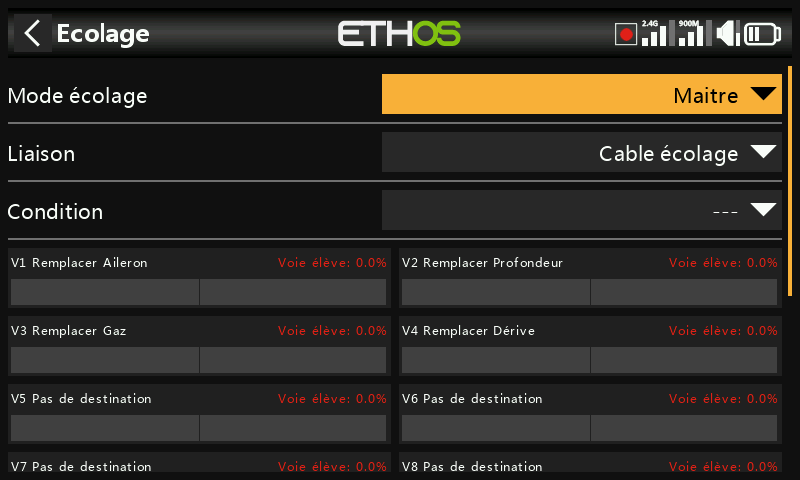 Ecolage
ETHOS
2.4G
900M
Mode écolage
Maitre
Liaison
Cable écolage
Condition
---
V1 Remplacer Aileron
Voie élève: 0.0%
V2 Remplacer Profondeur
Voie élève: 0.0%
V3 Remplacer Gaz
Voie élève: 0.0%
V4 Remplacer Dérive
Voie élève: 0.0%
V5 Pas de destination
Voie élève: 0.0%
V6 Pas de destination
Voie élève: 0.0%
V7 Pas de destination
Voie élève: 0.0%
V8 Pas de destination
Voie élève: 0.0%